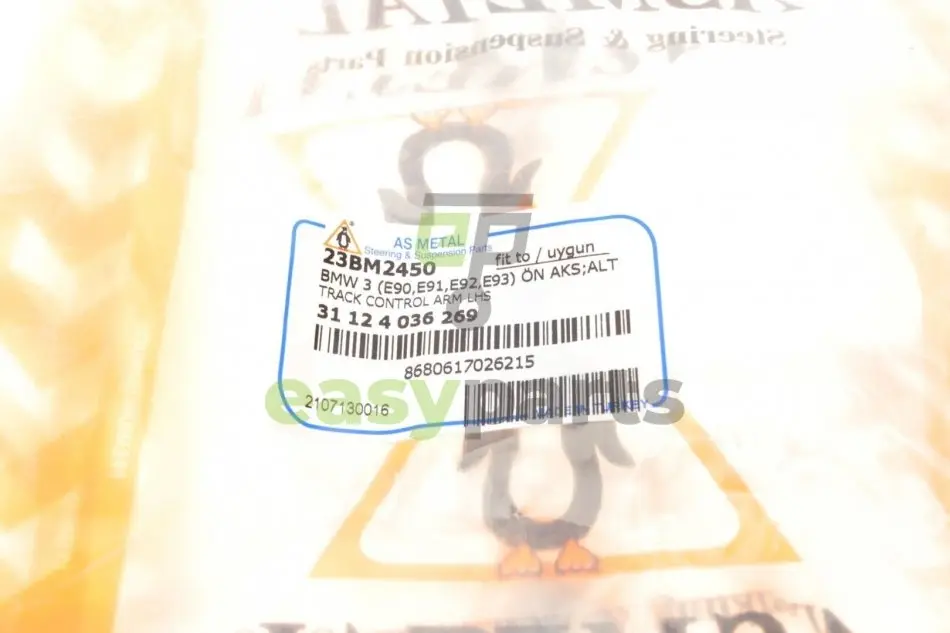 Steering & Suspension Parts
AS METAL
Steering & Suspension Parts
23BM2450
fit to / uygun
BMW 3 (E90,E91,E92,E93) ÖN AKS;ALT
TRACK CONTROL ARM LHS
31 12 4 036 269
8680617026215
easyparts
2107130016
MADE IN TURKEY